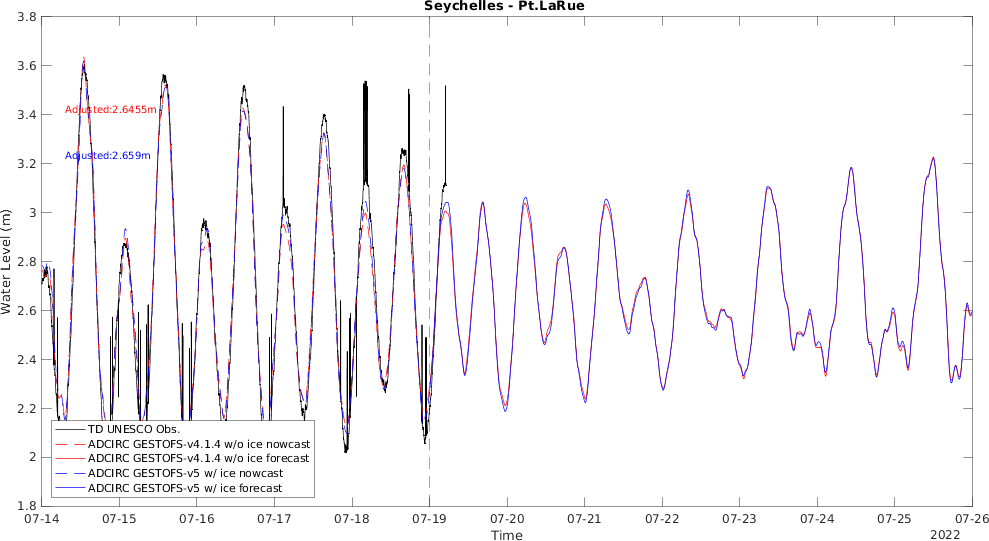 Seychelles - Pt.LaRue
3.8
3.6
3.4
3.2
3
2.8
2.6
2.4
2.2
2
1.8
Water Level (m)
Adjusted:2.6455m
Adjusted:2.659m
TD UNESCO Obs.
ADCIRC GESTOFS-v4.1.4 w/o ice nowcast
ADCIRC GESTOFS-v4.1.4 w/o ice forecast
ADCIRC GESTOFS-v5 w/ ice nowcast
ADCIRC GESTOFS-v5 w/ ice forecast
07-14 07-15 07-16 07-17 07-18 07-19 07-20 07-21 07-22 07-23 07-24 07-25 07-26
Time
2022